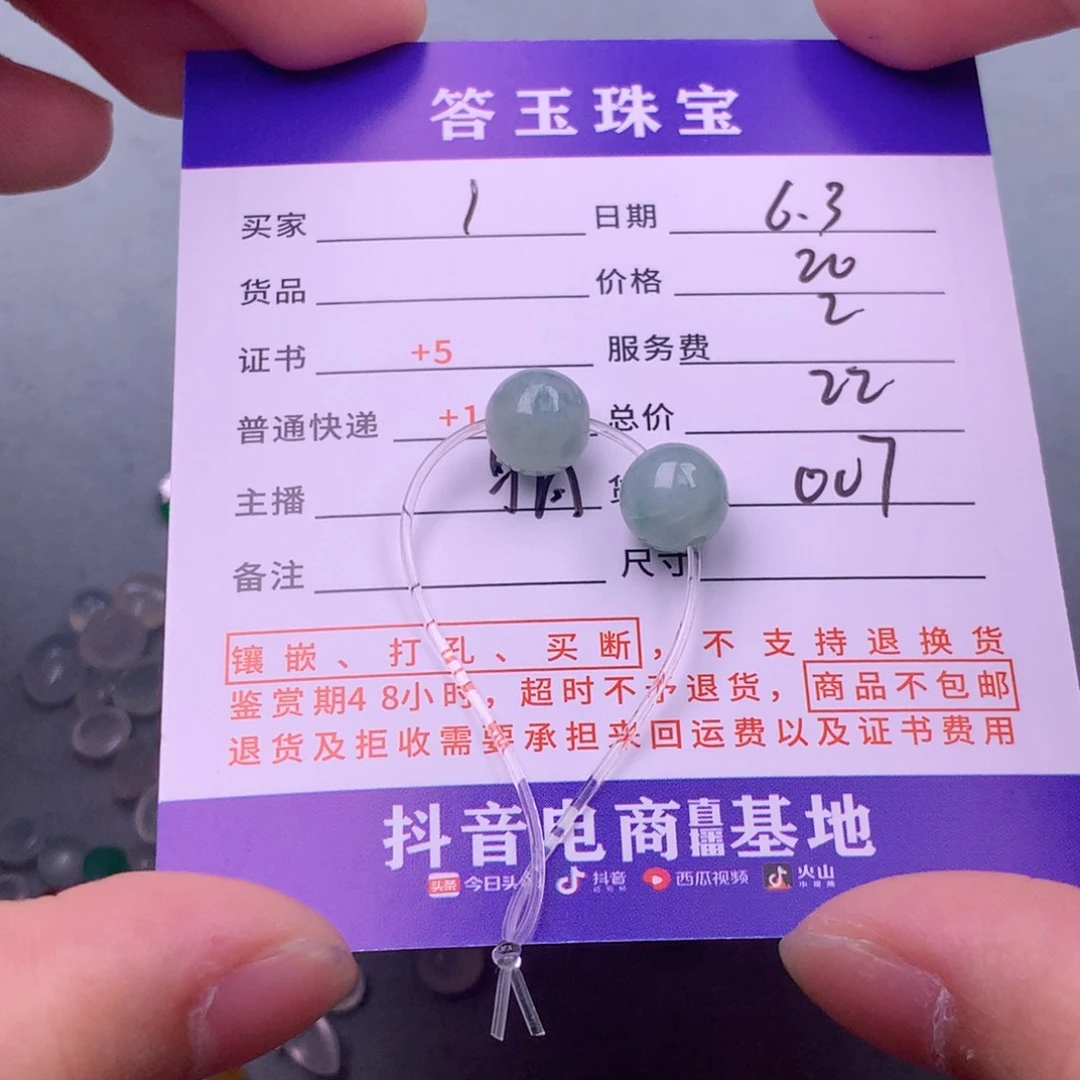 答玉珠宝
买家 1 日期 6.3
货品 价格 20
2
证书 +5 服务费
22
普通快递 +1 总价
主播 007
备注 尺寸
镶嵌、打孔、买断，不支持退换货
鉴赏期48小时，超时不予退货，商品不包邮
退货及拒收需要承担来回运费以及证书费用
抖音电商直播基地
头条 今日头 抖音 西瓜视频 火山